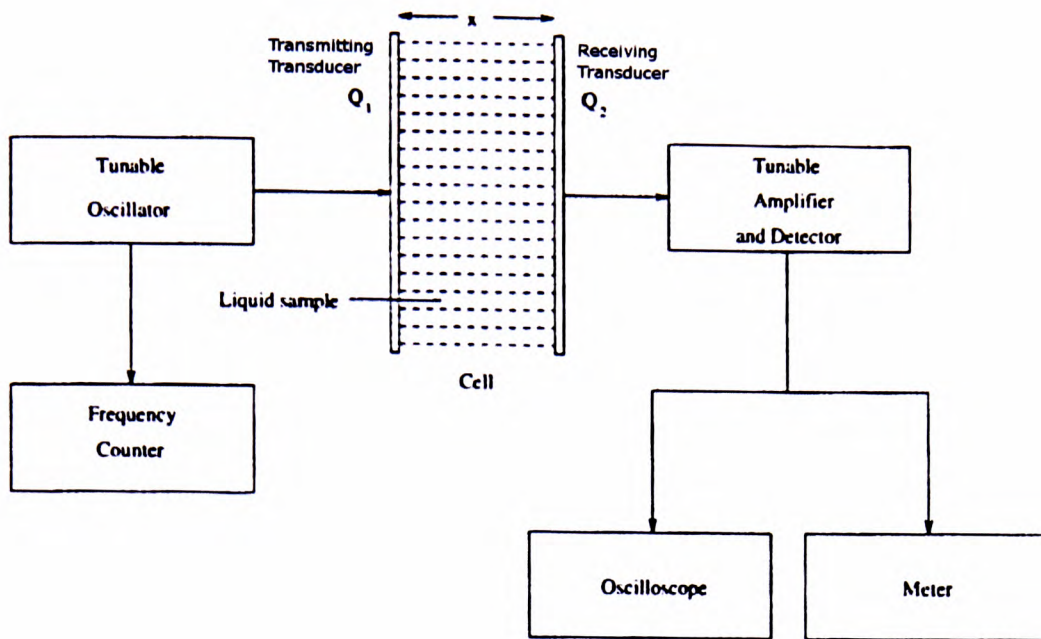 x
Transmitting
Transducer
Q1
Receiving
Transducer
Q2
Tunable
Oscillator
Tunable
Amplifier
and Detector
Liquid sample
Cell
Frequency
Counter
Oscilloscope
Meter